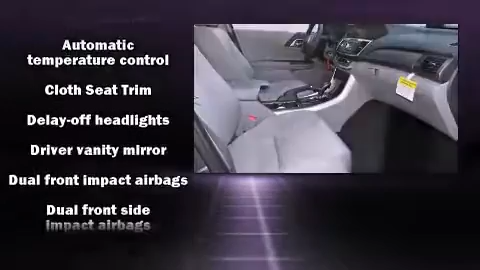 Automatic
temperature control
Cloth Seat Trim
Delay-off headlights
Driver vanity mirror
Dual front impact airbags
Dual front side
impact airbags